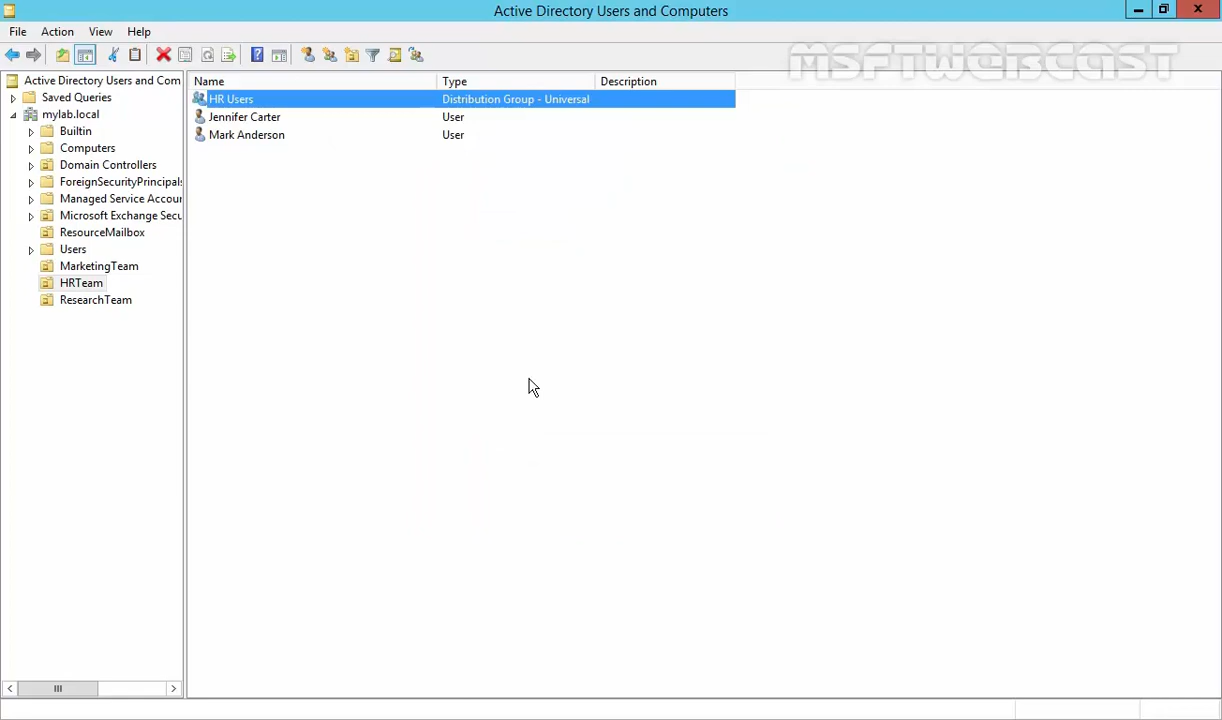 Active Directory Users and Computers
File Action View Help
MSFTWEBCAST
Active Directory Users and Com
Saved Queries
mylab.local
Builtin
Computers
Domain Controllers
ForeignSecurityPrincipals
Managed Service Accour
Microsoft Exchange Secu
ResourceMailbox
Users
MarketingTeam
HRTeam
ResearchTeam
Name Type Description
HR Users Distribution Group - Universal
Jennifer Carter User
Mark Anderson User